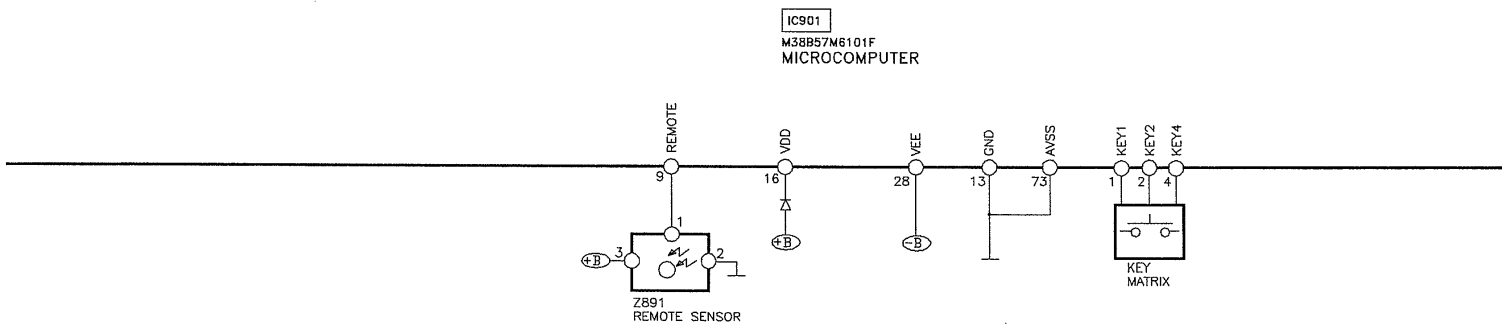 IC901
M38B57M6101F
MICROCOMPUTER
REMOTE
VDD
VEE
GND
AVSS
KEY1
KEY2
KEY4
9
16
28
13
73
1
2
4
1
+B
3
2
+B
-B
KEY
MATRIX
Z891
REMOTE SENSOR